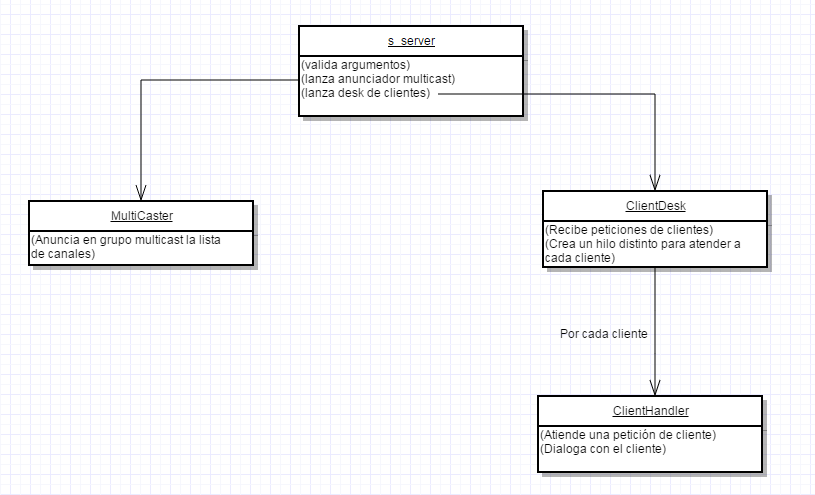 s_server
(valida argumentos)
(lanza anunciador multicast)
(lanza desk de clientes)
MultiCaster
(Anuncia en grupo multicast la lista
de canales)
ClientDesk
(Recibe peticiones de clientes)
(Crea un hilo distinto para atender a
cada cliente)
Por cada cliente
ClientHandler
(Atiende una petición de cliente)
(Dialoga con el cliente)